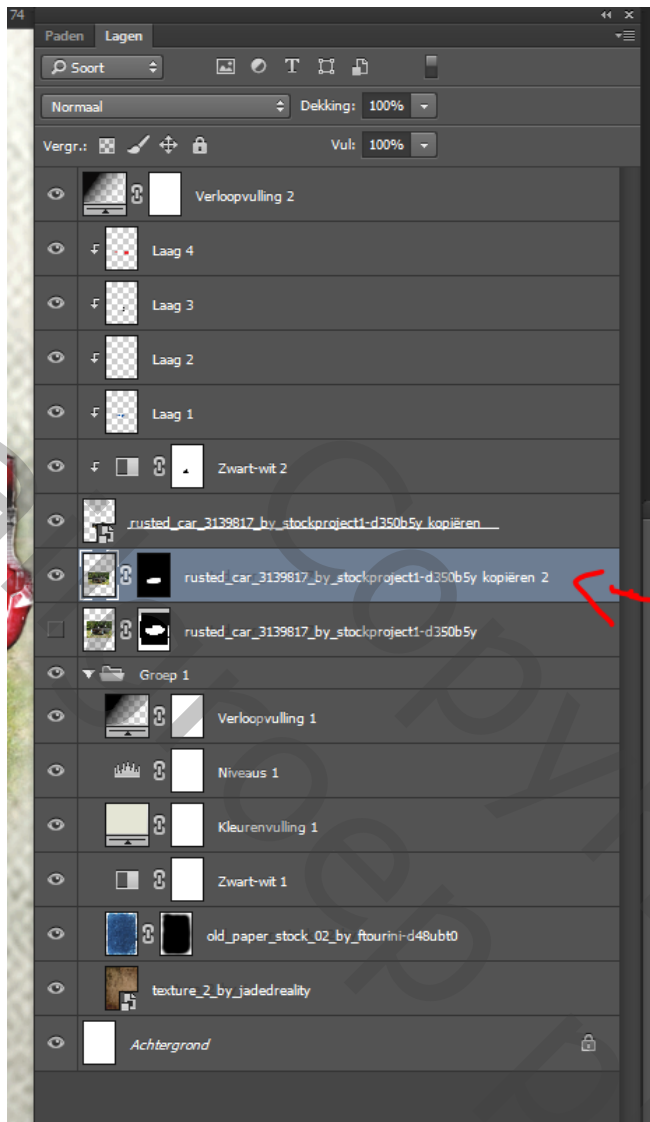 74
Paden Lagen
Soort
Normaal Dekking: 100%
Vergr.: Vul: 100%
Verloopvulling 2
Laag 4
Laag 3
Laag 2
Laag 1
Zwart-wit 2
rusted_car_3139817_by_stockproject1-d350b5y kopiëren
rusted_car_3139817_by_stockproject1-d350b5y kopiëren 2
rusted_car_3139817_by_stockproject1-d350b5y
Groep 1
Verloopvulling 1
Niveaus 1
Kleurenvulling 1
Zwart-wit 1
old_paper_stock_02_by_ftourini-d48ubt0
texture_2_by_jadedreality
Achtergrond